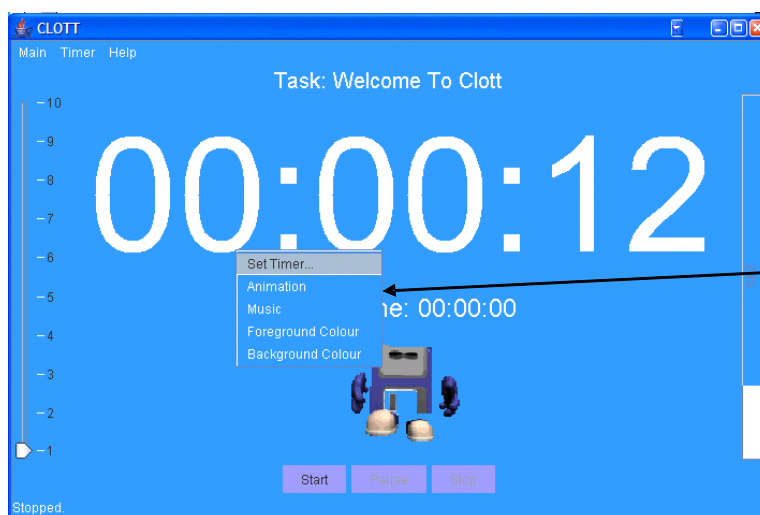 CLOTT
Main Timer Help
Task: Welcome To Clott
10
9
8
7
6
5
4
3
2
1
00:00:12
Set Timer...
Animation
Music
Foreground Colour
Background Colour
ne: 00:00:00
Start Pause Stop
Stopped.